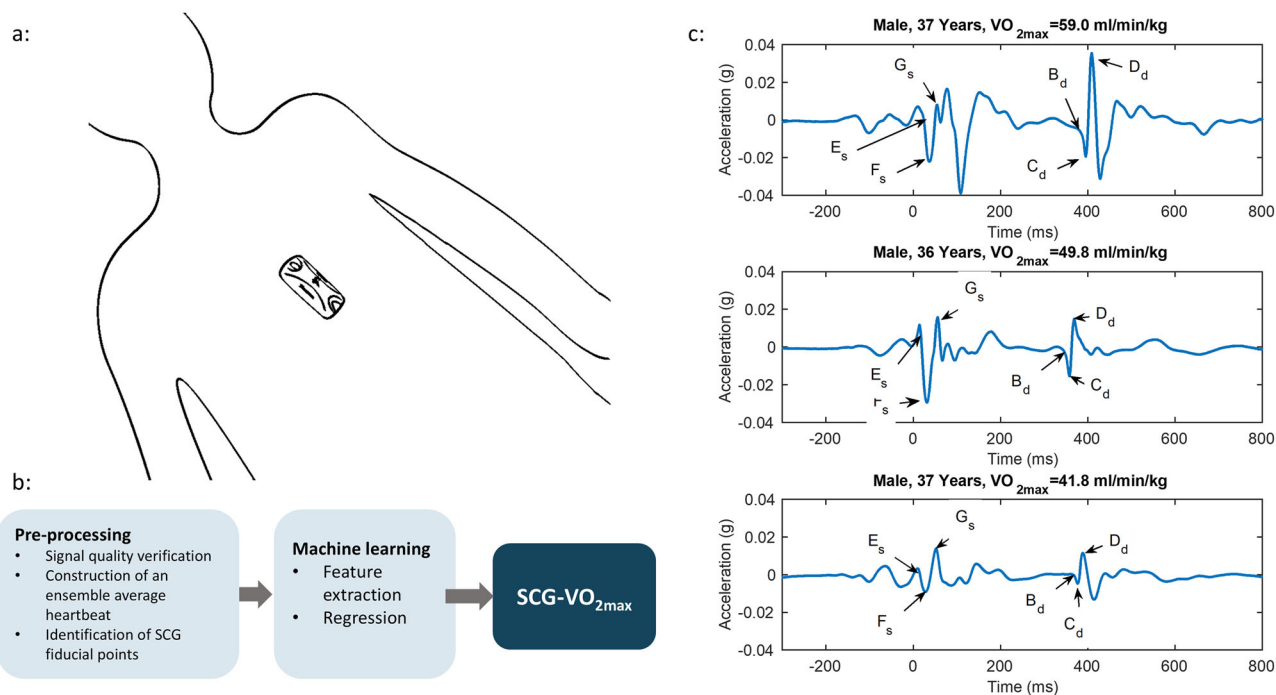 a:
b:
Pre-processing
• Signal quality verification
• Construction of an
ensemble average
heartbeat
• Identification of SCG
fiducial points
Machine learning
• Feature
extraction
• Regression
SCG-VO2max
c:
Male, 37 Years, VO2max=59.0 ml/min/kg
Acceleration (g)
0.04
0.02
0
-0.02
-0.04
Gs
Es
Fs
Bd
Dd
Cd
-200 0 200 400 600 800
Time (ms)
Male, 36 Years, VO2max=49.8 ml/min/kg
Acceleration (g)
0.04
0.02
0
-0.02
-0.04
Gs
Es
Dd
Bd
Cd
-200 0 200 400 600 800
Time (ms)
Male, 37 Years, VO2max=41.8 ml/min/kg
Acceleration (g)
0.04
0.02
0
-0.02
-0.04
Es
Gs
Fs
Dd
Bd
Cd
-200 0 200 400 600 800
Time (ms)